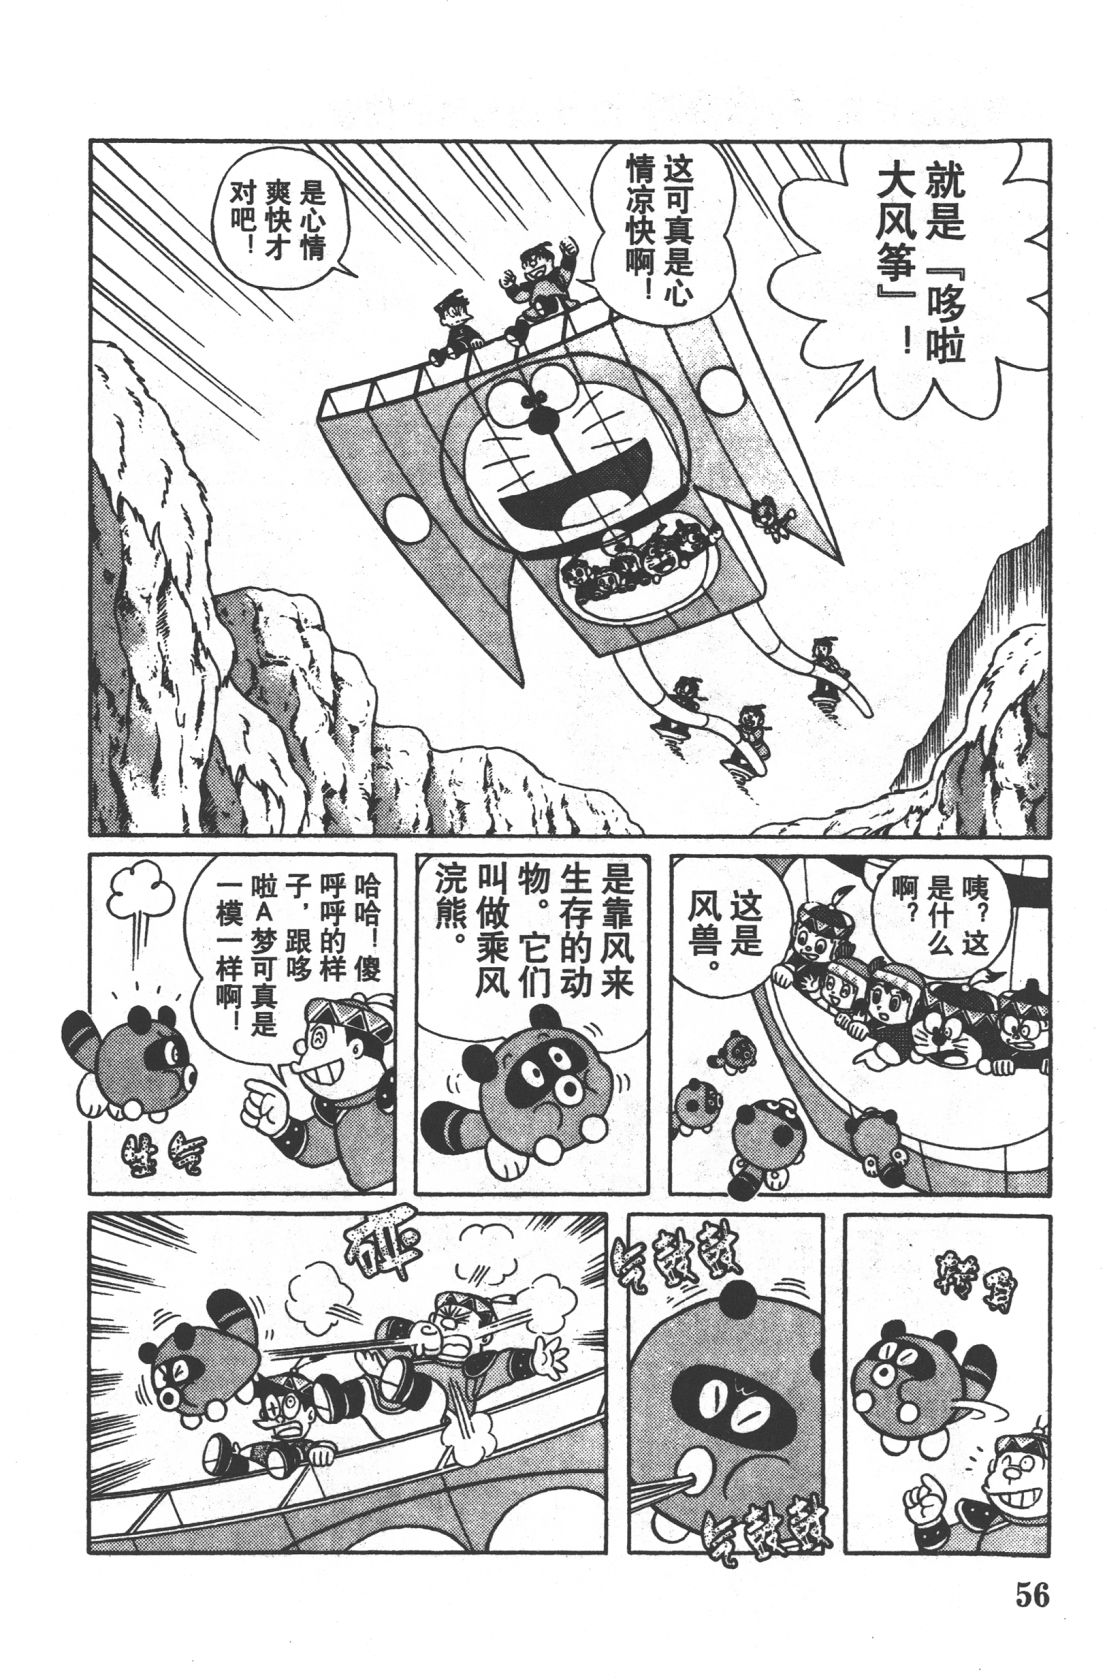 就是『哆啦
大风筝』！
这可真是心
情凉快啊！
是心情
爽快才
对吧！
咦？这
是什么
啊？
这是
风兽。
是靠风来
生存的动
物。它们
叫做乘风
浣熊。
哈哈！傻
呼呼的样
子，跟哆
啦A梦可真是
一模一样啊！
生气
转身
气鼓鼓
气鼓鼓
砰
56